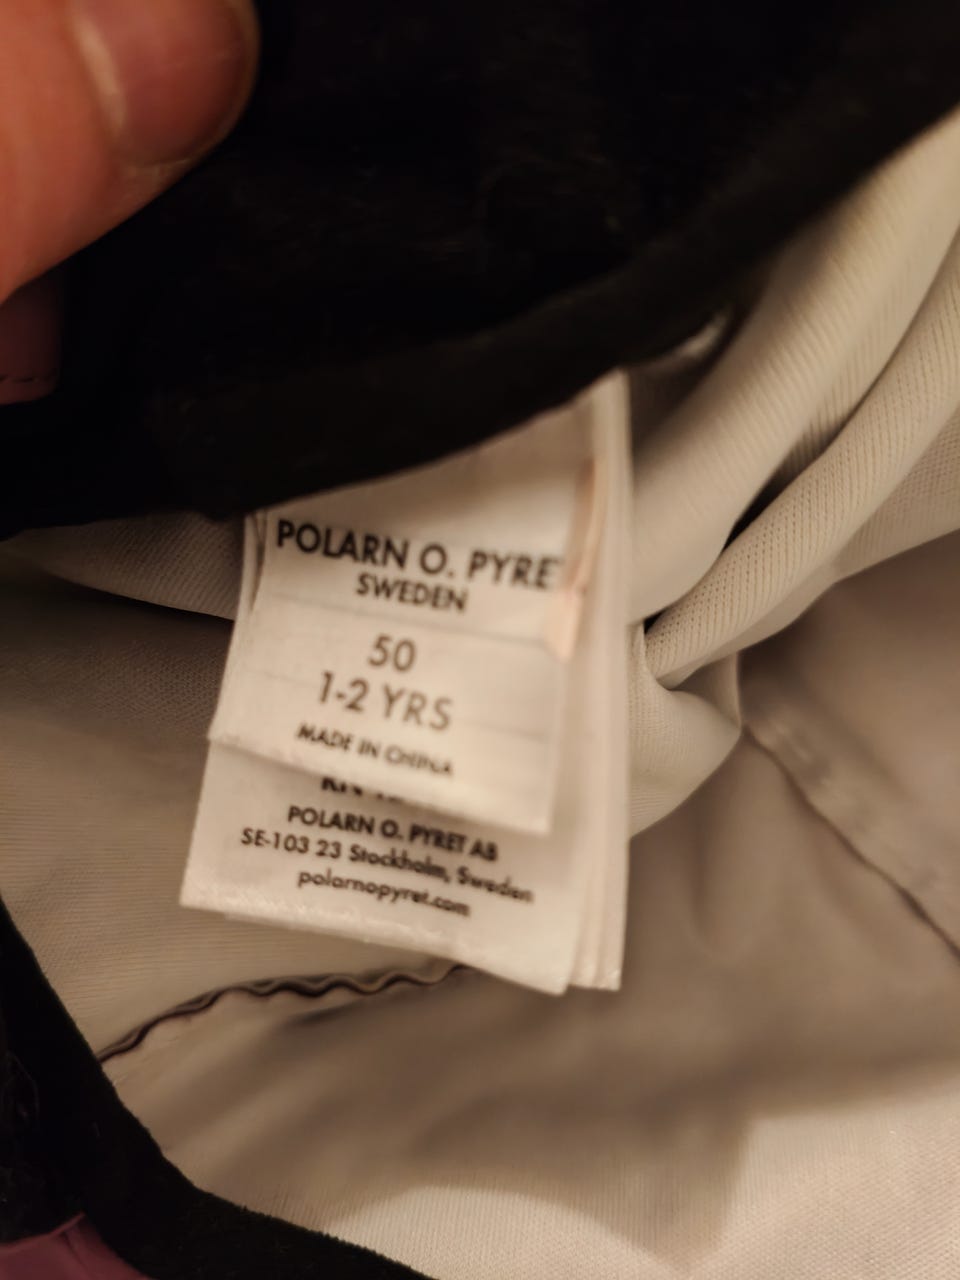 POLARN O. PYRET
SWEDEN
50
1-2 YRS
MADE IN CHINA
POLARN O. PYRET AB
SE-103 23 Stockholm, Sweden
polarnopyret.com